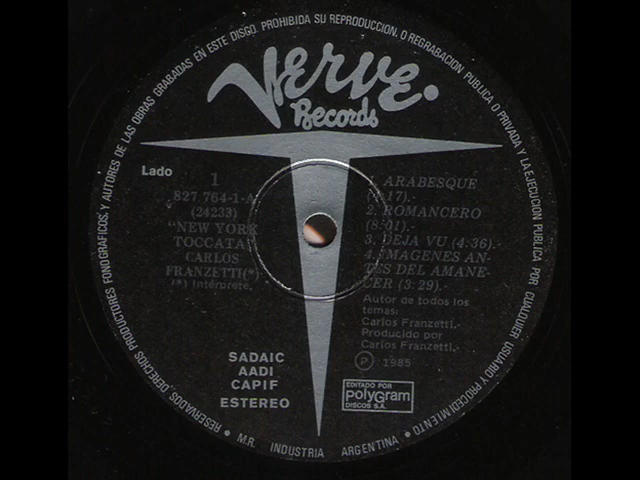 RESERVADOS, DERECHOS PRODUCTORES FONOGRAFICOS, Y AUTORES DE LAS OBRAS GRABADAS EN ESTE DISCO. PROHIBIDA SU REPRODUCCION, O REGRABACION PUBLICA O PRIVADA Y LA EJECUCION PUBLICA POR CUALQUIER USUARIO Y PROCEDIMIENTO
Verve.
Records
Lado 1
827 764-1-A
(24233)
"NEW YORK
TOCCATA"
CARLOS
FRANZETTI(*)
(*) Intérprete.
ARABESQUE
(4:17).-
2. ROMANCERO
(8:01).-
3. DEJA VU (4:36).-
4. IMAGENES AN-
TES DEL AMANE-
CER (3:29).-
Autor de todos los
temas:
Carlos Franzetti.-
Producido por
Carlos Franzetti.-
P 1985
SADAIC
AADI
CAPIF
ESTEREO
EDITADO POR
polyGram
DISCOS S.A.
M.R. INDUSTRIA ARGENTINA